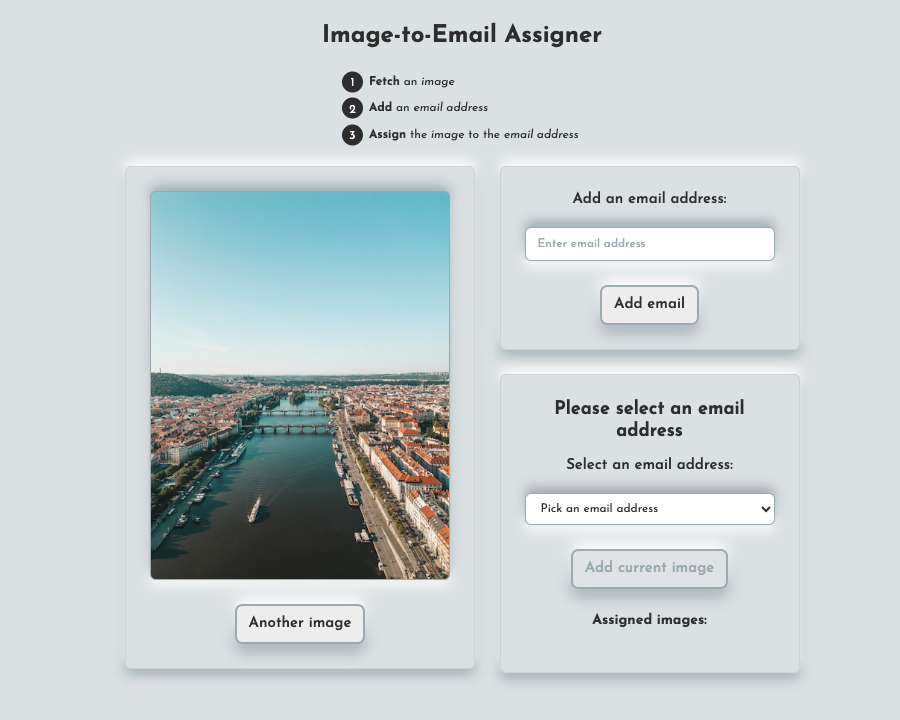 Image-to-Email Assigner
1 Fetch an image
2 Add an email address
3 Assign the image to the email address
Another image
Add an email address:
Enter email address
Add email
Please select an email
address
Select an email address:
Pick an email address
Add current image
Assigned images: